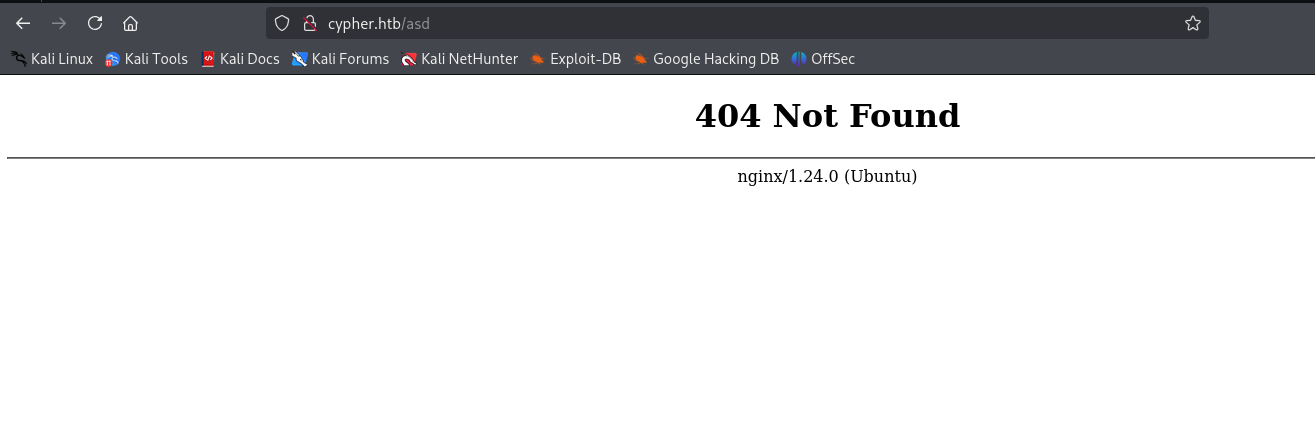 cypher.htb/asd
Kali Linux Kali Tools Kali Docs Kali Forums Kali NetHunter Exploit-DB Google Hacking DB OffSec
404 Not Found
nginx/1.24.0 (Ubuntu)